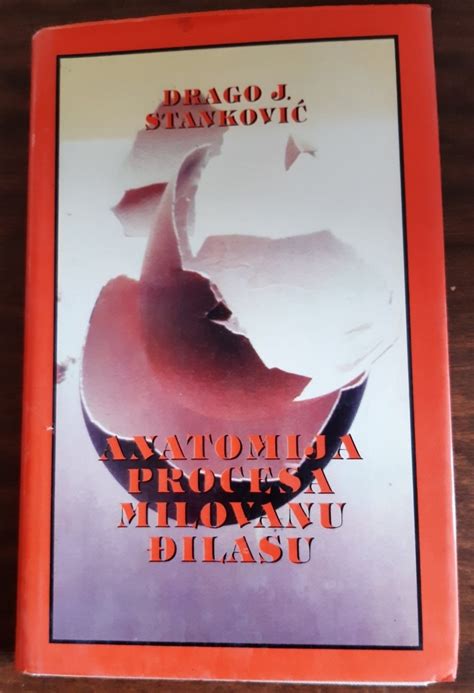 DRAGO J.
STANKOVIĆ
ANATOMIJA
PROCESA
MILOVANU
ĐILASU